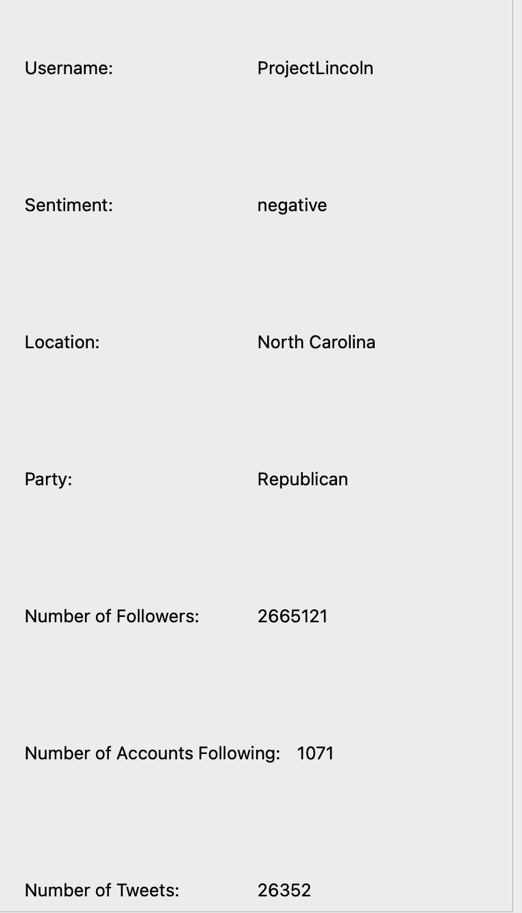 Username: ProjectLincoln
Sentiment: negative
Location: North Carolina
Party: Republican
Number of Followers: 2665121
Number of Accounts Following: 1071
Number of Tweets: 26352